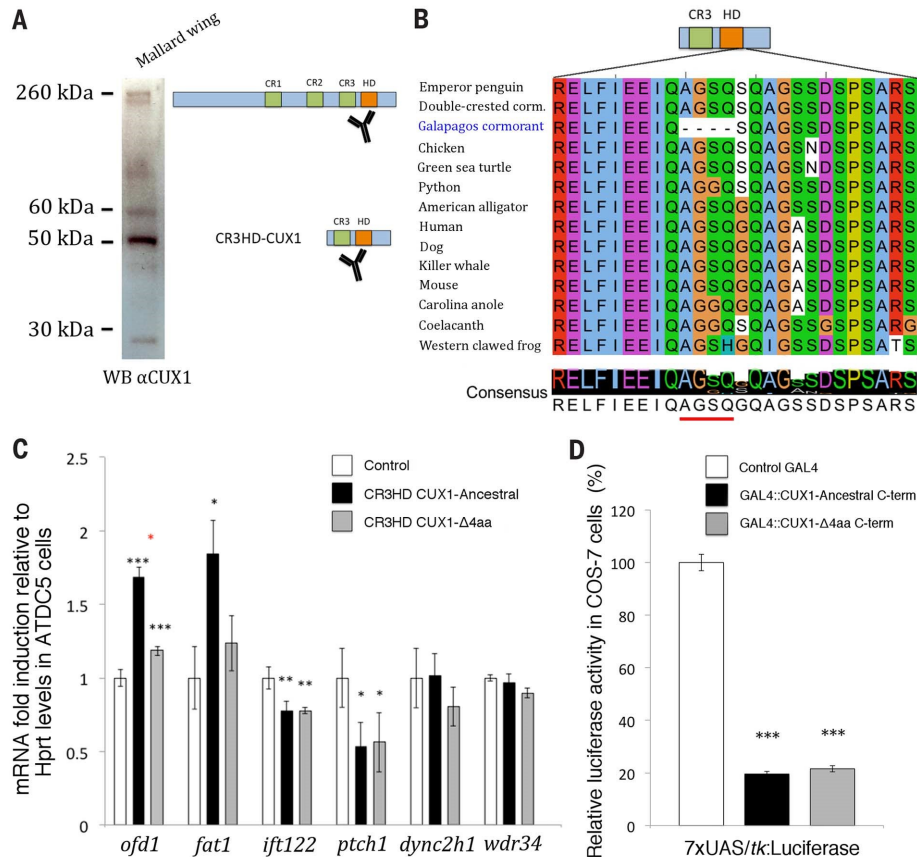 A
Mallard wing
260 kDa
60 kDa
50 kDa
30 kDa
WB αCUX1
CR1 CR2 CR3 HD
CR3HD-CUX1
CR3 HD
B
CR3 HD
Emperor penguin RELFIEEIQAGSQSQAGSSDSPSARS
Double-crested corm. RELFIEEIQAGSQSQAGSSDSPSARS
Galapagos cormorant RELFIEEIQ----SQAGSSDSPSARS
Chicken RELFIEEIQAGSQSQAGSNDSPSARS
Green sea turtle RELFIEEIQAGSQSQAGSNDSPSARS
Python RELFIEEIQAGGQSQAGSSDSPSARS
American alligator RELFIEEIQAGSQGQAGSSDSPSARS
Human RELFIEEIQAGSQGQAGASDSPSARS
Dog RELFIEEIQAGSQGQAGASDSPSARS
Killer whale RELFIEEIQAGSQGQAGASDSPSARS
Mouse RELFIEEIQAGSQGQAGASDSPSARS
Carolina anole RELFIEEIQAGGQGQAGASDSPSARS
Coelacanth RELFIEEIQAGGQSQAGSSGSPSARG
Western clawed frog RELFIEEIQAGSHGQIGSSDSPSATS
Consensus
RELFIEEIQAGSQGQAGSSDSPSARS
C
mRNA fold induction relative to
Hprt levels in ATDC5 cells
2.5
2
1.5
1
0.5
0
Control
CR3HD CUX1-Ancestral
CR3HD CUX1-Δ4aa
*
*** ***
*
** **
* *
ofd1 fat1 ift122 ptch1 dync2h1 wdr34
D
Relative luciferase activity in COS-7 cells (%)
120
100
80
60
40
20
0
Control GAL4
GAL4::CUX1-Ancestral C-term
GAL4::CUX1-Δ4aa C-term
*** ***
7xUAS/tk:Luciferase